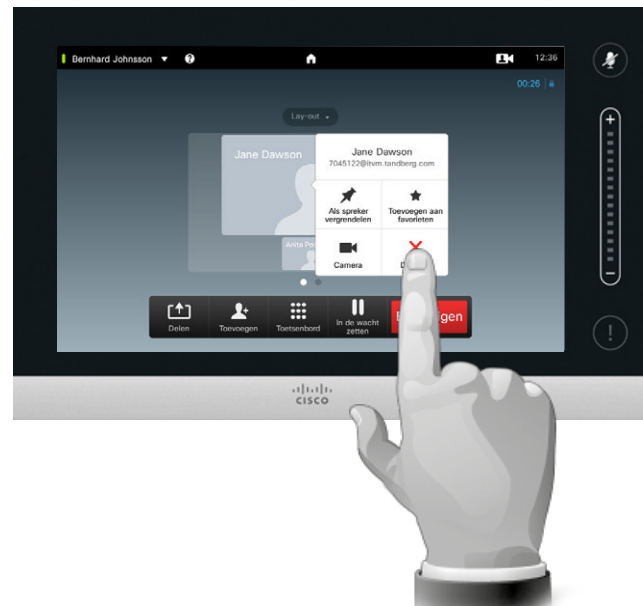 Bernhard Johnsson
12:36
00:26
Lay-out
Jane Dawson
Jane Dawson
7045122@itvm.tandberg.com
Als spreker
vergrendelen
Toevoegen aan
favorieten
Camera
Delen
Toevoegen
Toetsenbord
In de wacht
zetten
CISCO